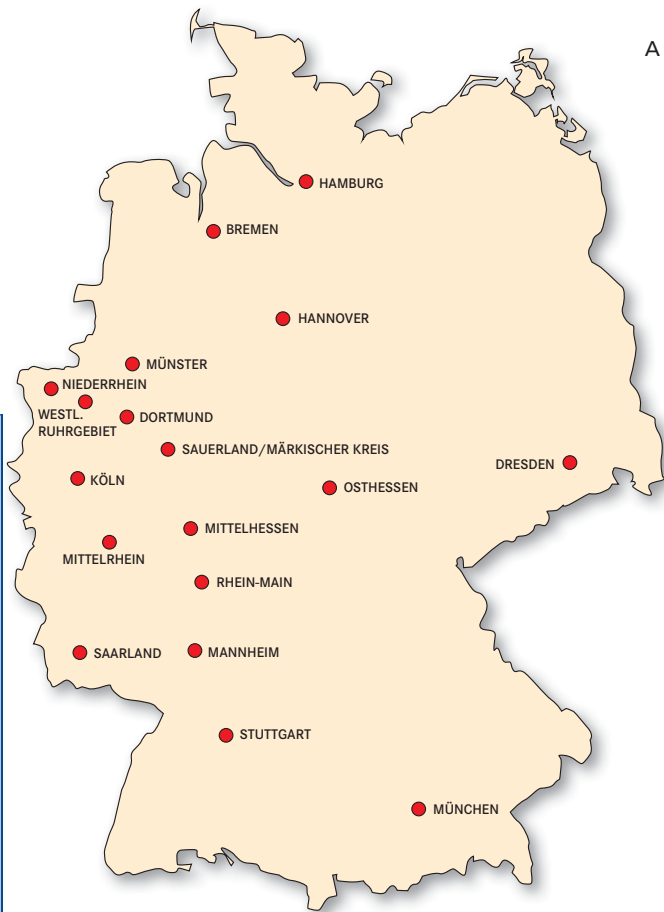 A
HAMBURG
BREMEN
HANNOVER
MÜNSTER
NIEDERRHEIN
WESTL.
RUHRGEBIET
DORTMUND
SAUERLAND/MÄRKISCHER KREIS
DRESDEN
KÖLN
OSTHESSEN
MITTELHESSEN
MITTELRHEIN
RHEIN-MAIN
SAARLAND
MANNHEIM
STUTTGART
MÜNCHEN